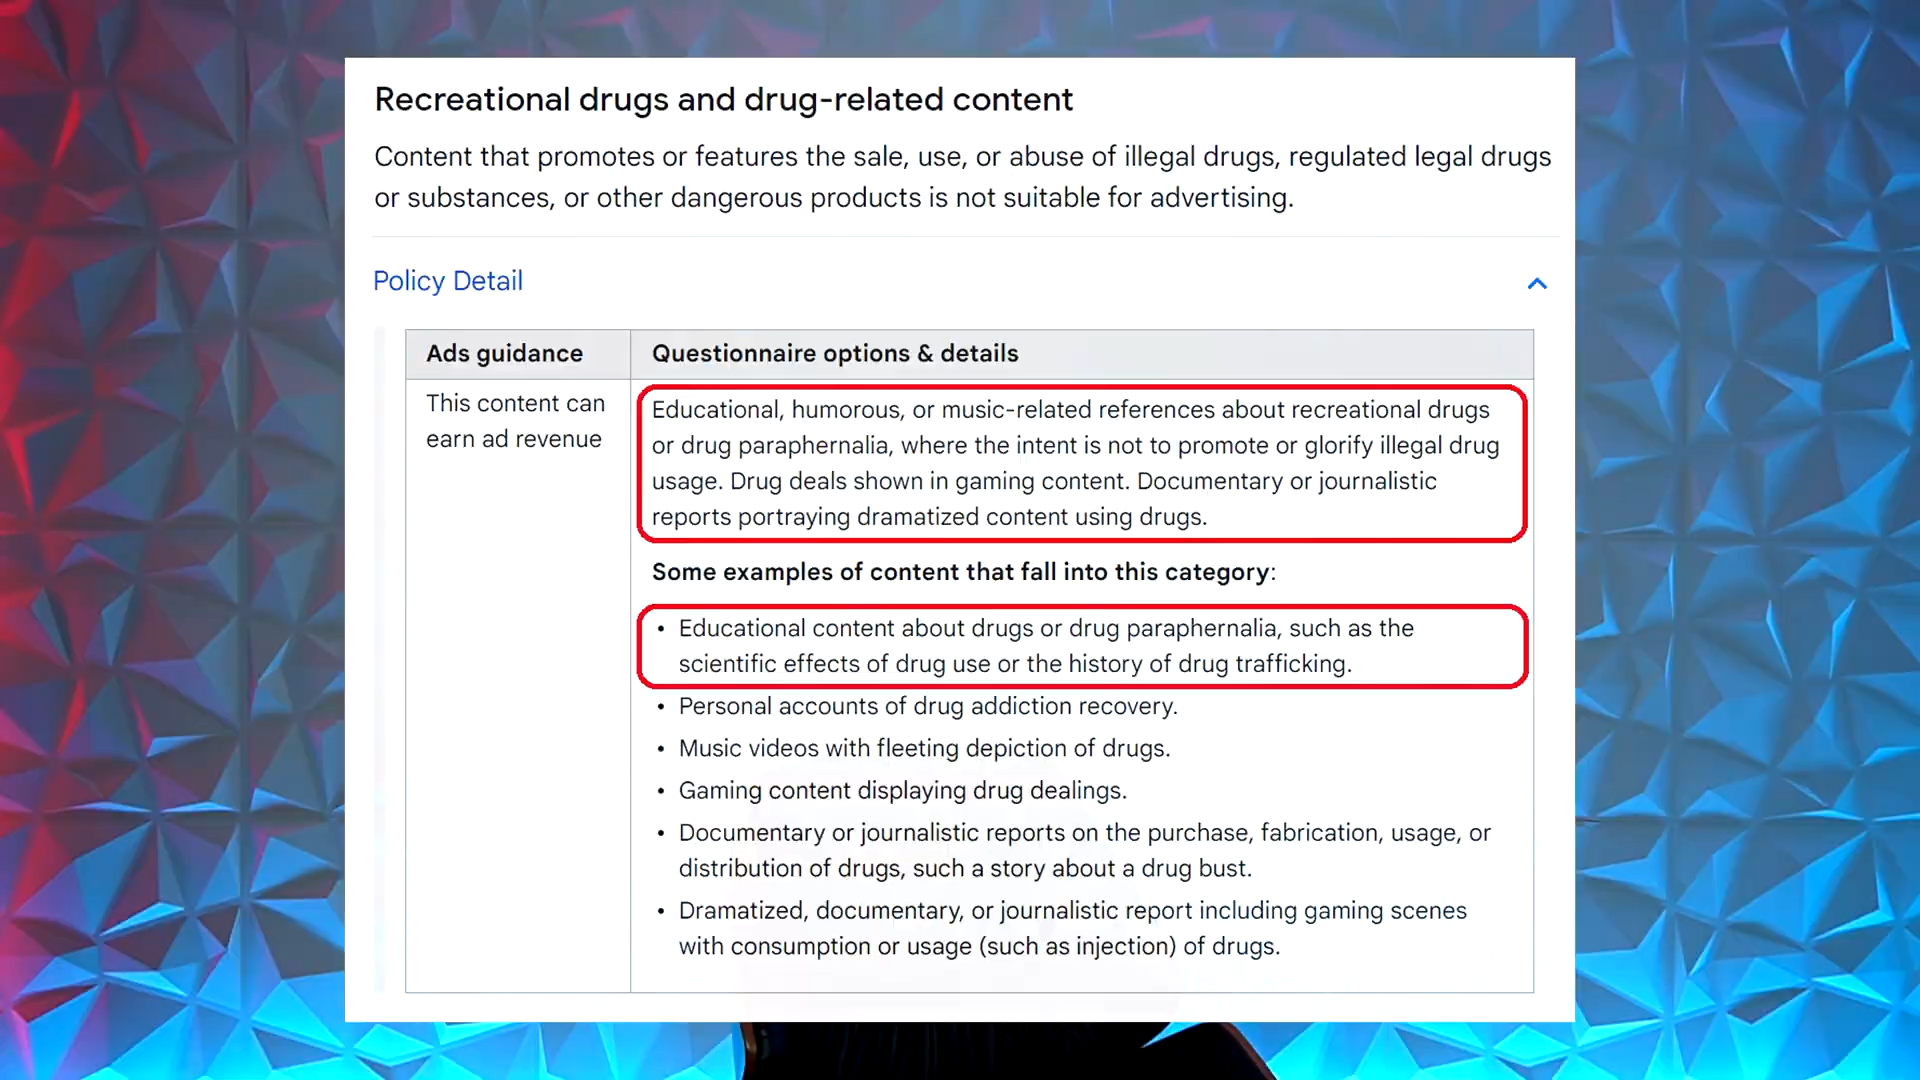 Recreational drugs and drug-related content
Content that promotes or features the sale, use, or abuse of illegal drugs, regulated legal drugs
or substances, or other dangerous products is not suitable for advertising.
Policy Detail
Ads guidance
Questionnaire options & details
This content can
earn ad revenue
Educational, humorous, or music-related references about recreational drugs
or drug paraphernalia, where the intent is not to promote or glorify illegal drug
usage. Drug deals shown in gaming content. Documentary or journalistic
reports portraying dramatized content using drugs.
Some examples of content that fall into this category:
• Educational content about drugs or drug paraphernalia, such as the
scientific effects of drug use or the history of drug trafficking.
• Personal accounts of drug addiction recovery.
• Music videos with fleeting depiction of drugs.
• Gaming content displaying drug dealings.
• Documentary or journalistic reports on the purchase, fabrication, usage, or
distribution of drugs, such a story about a drug bust.
• Dramatized, documentary, or journalistic report including gaming scenes
with consumption or usage (such as injection) of drugs.